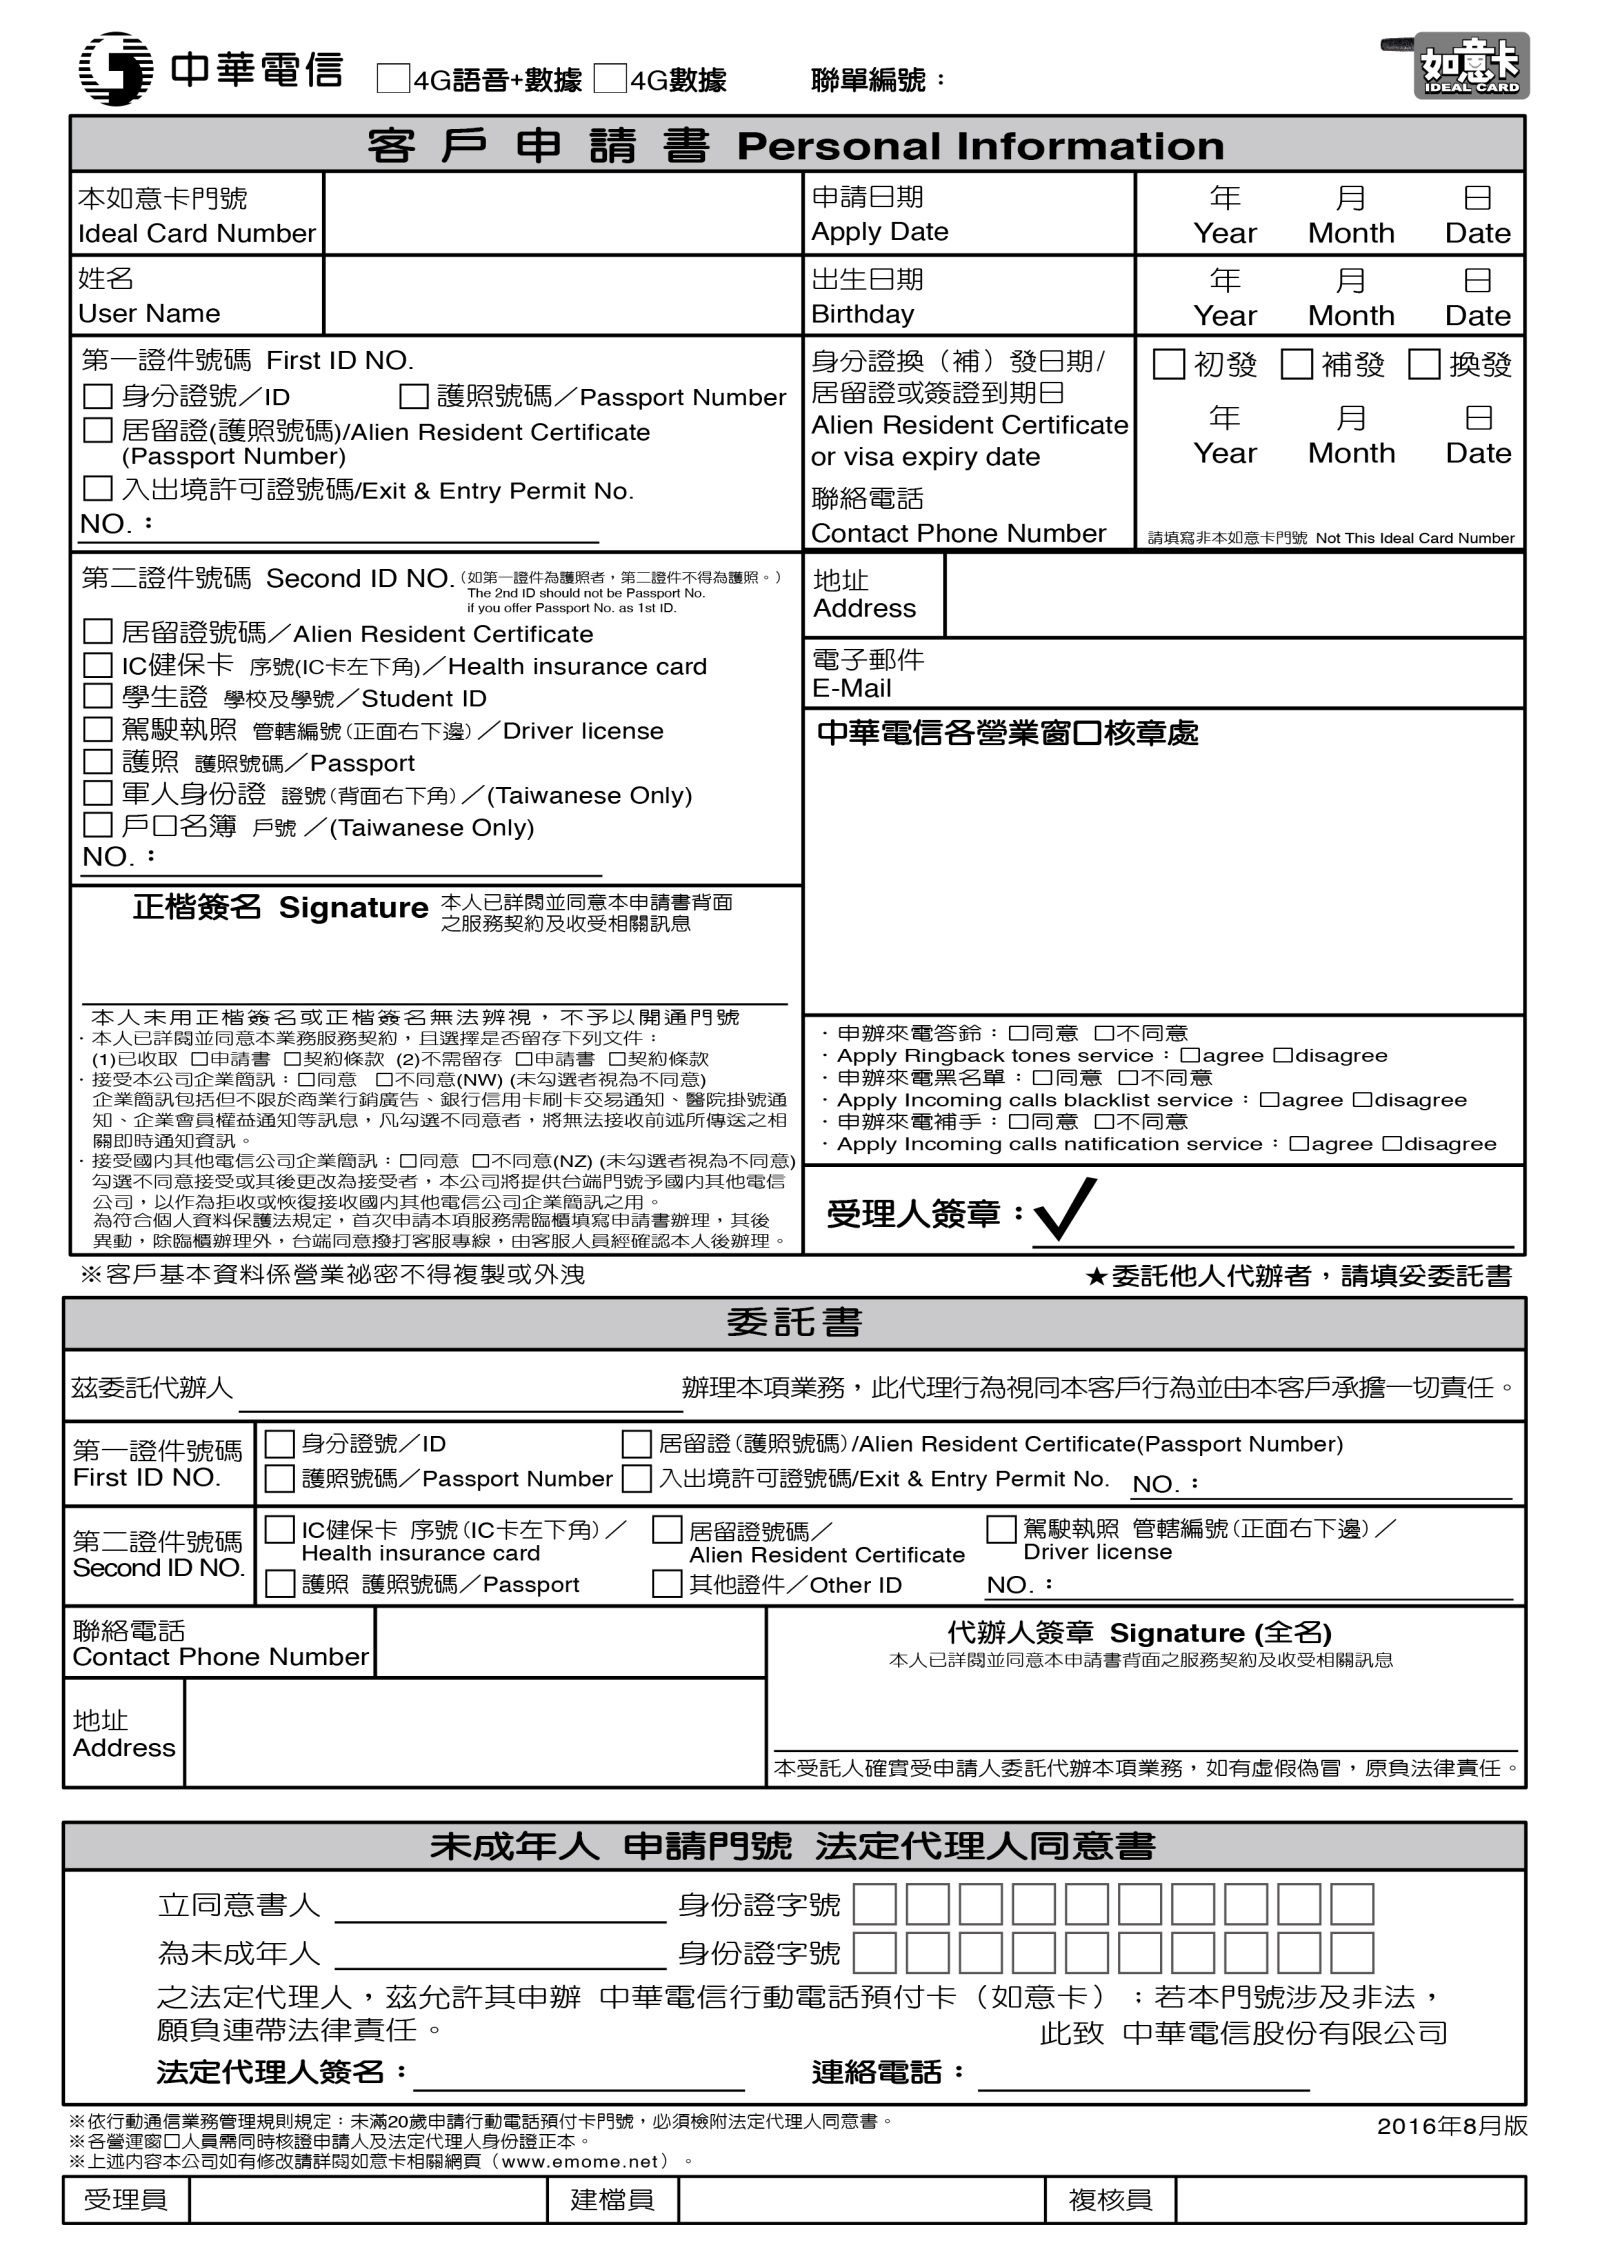 中華電信 □4G語音+數據 □4G數據 聯單編號：
如意卡
IDEAL CARD
客戶申請書 Personal Information
本如意卡門號
Ideal Card Number
申請日期
Apply Date
年 月 日
Year Month Date
姓名
User Name
出生日期
Birthday
年 月 日
Year Month Date
第一證件號碼 First ID NO.
□ 身分證號／ID □ 護照號碼／Passport Number
□ 居留證(護照號碼)/Alien Resident Certificate
(Passport Number)
□ 入出境許可證號碼/Exit & Entry Permit No.
NO.：
身分證換（補）發日期/
居留證或簽證到期日
Alien Resident Certificate
or visa expiry date
□ 初發 □ 補發 □ 換發
年 月 日
Year Month Date
聯絡電話
Contact Phone Number
請填寫非本如意卡門號 Not This Ideal Card Number
第二證件號碼 Second ID NO.（如第一證件為護照者，第二證件不得為護照。）
The 2nd ID should not be Passport No.
if you offer Passport No. as 1st ID.
□ 居留證號碼／Alien Resident Certificate
□ IC健保卡 序號(IC卡左下角)／Health insurance card
□ 學生證 學校及學號／Student ID
□ 駕駛執照 管轄編號（正面右下邊）／Driver license
□ 護照 護照號碼／Passport
□ 軍人身份證 證號（背面右下角）／(Taiwanese Only)
□ 戶口名簿 戶號 ／(Taiwanese Only)
NO.：
地址
Address
電子郵件
E-Mail
中華電信各營業窗口核章處
正楷簽名 Signature 本人已詳閱並同意本申請書背面
之服務契約及收受相關訊息
本人未用正楷簽名或正楷簽名無法辨視，不予以開通門號
· 本人已詳閱並同意本業務服務契約，且選擇是否留存下列文件：
(1)已收取 □申請書 □契約條款 (2)不需留存 □申請書 □契約條款
· 接受本公司企業簡訊：□同意 □不同意(NW) (未勾選者視為不同意)
企業簡訊包括但不限於商業行銷廣告、銀行信用卡刷卡交易通知、醫院掛號通
知、企業會員權益通知等訊息，凡勾選不同意者，將無法接收前述所傳送之相
關即時通知資訊。
· 接受國內其他電信公司企業簡訊：□同意 □不同意(NZ) (未勾選者視為不同意)
勾選不同意接受或其後更改為接受者，本公司將提供台端門號予國內其他電信
公司，以作為拒收或恢復接收國內其他電信公司企業簡訊之用。
為符合個人資料保護法規定，首次申請本項服務需臨櫃填寫申請書辦理，其後
異動，除臨櫃辦理外，台端同意撥打客服專線，由客服人員經確認本人後辦理。
· 申辦來電答鈴：□同意 □不同意
· Apply Ringback tones service：□agree □disagree
· 申辦來電黑名單：□同意 □不同意
· Apply Incoming calls blacklist service：□agree □disagree
· 申辦來電補手：□同意 □不同意
· Apply Incoming calls natification service：□agree □disagree
受理人簽章：✓
※客戶基本資料係營業祕密不得複製或外洩 ★委託他人代辦者，請填妥委託書
委託書
茲委託代辦人 辦理本項業務，此代理行為視同本客戶行為並由本客戶承擔一切責任。
第一證件號碼
First ID NO.
□ 身分證號／ID □ 居留證（護照號碼）/Alien Resident Certificate(Passport Number)
□ 護照號碼／Passport Number □ 入出境許可證號碼/Exit & Entry Permit No. NO.：
第二證件號碼
Second ID NO.
□ IC健保卡 序號（IC卡左下角）／
Health insurance card
□ 居留證號碼／
Alien Resident Certificate
□ 駕駛執照 管轄編號（正面右下邊）／
Driver license
□ 護照 護照號碼／Passport □ 其他證件／Other ID NO.：
聯絡電話
Contact Phone Number
地址
Address
代辦人簽章 Signature (全名)
本人已詳閱並同意本申請書背面之服務契約及收受相關訊息
本受託人確實受申請人委託代辦本項業務，如有虛假偽冒，原負法律責任。
未成年人 申請門號 法定代理人同意書
立同意書人 身份證字號
為未成年人 身份證字號
之法定代理人，茲允許其申辦 中華電信行動電話預付卡（如意卡）；若本門號涉及非法，
願負連帶法律責任。 此致 中華電信股份有限公司
法定代理人簽名： 連絡電話：
※依行動通信業務管理規則規定：未滿20歲申請行動電話預付卡門號，必須檢附法定代理人同意書。
※各營運窗口人員需同時核證申請人及法定代理人身份證正本。
※上述內容本公司如有修改請詳閱如意卡相關網頁（www.emome.net）。
2016年8月版
受理員 建檔員 複核員